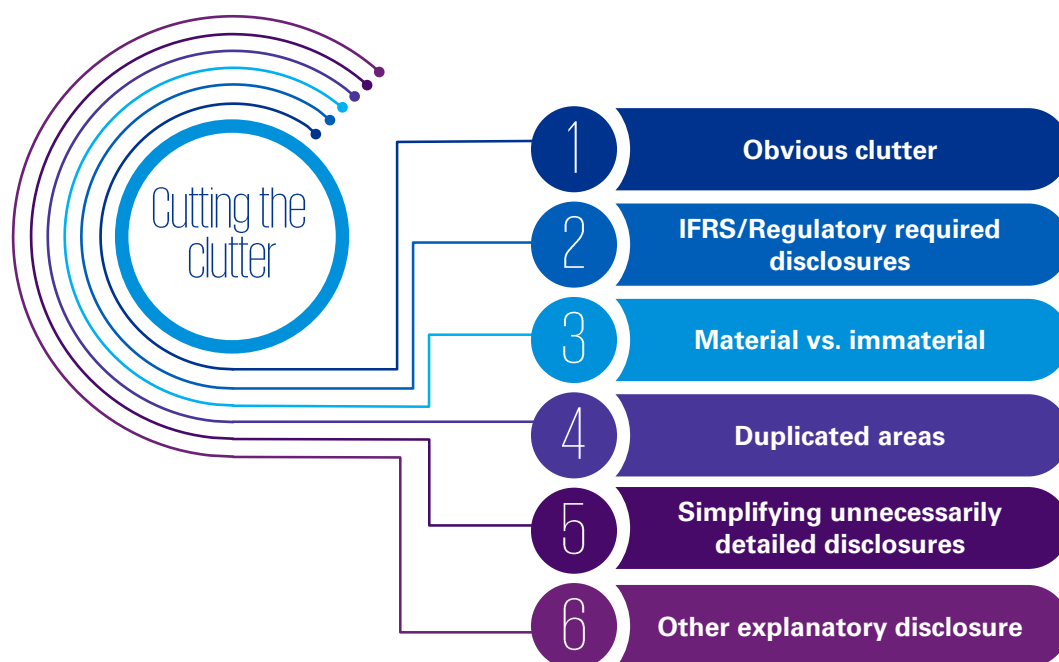 Cutting the
clutter
1
Obvious clutter
2
IFRS/Regulatory required
disclosures
3
Material vs. immaterial
4
Duplicated areas
5
Simplifying unnecessarily
detailed disclosures
6
Other explanatory disclosure